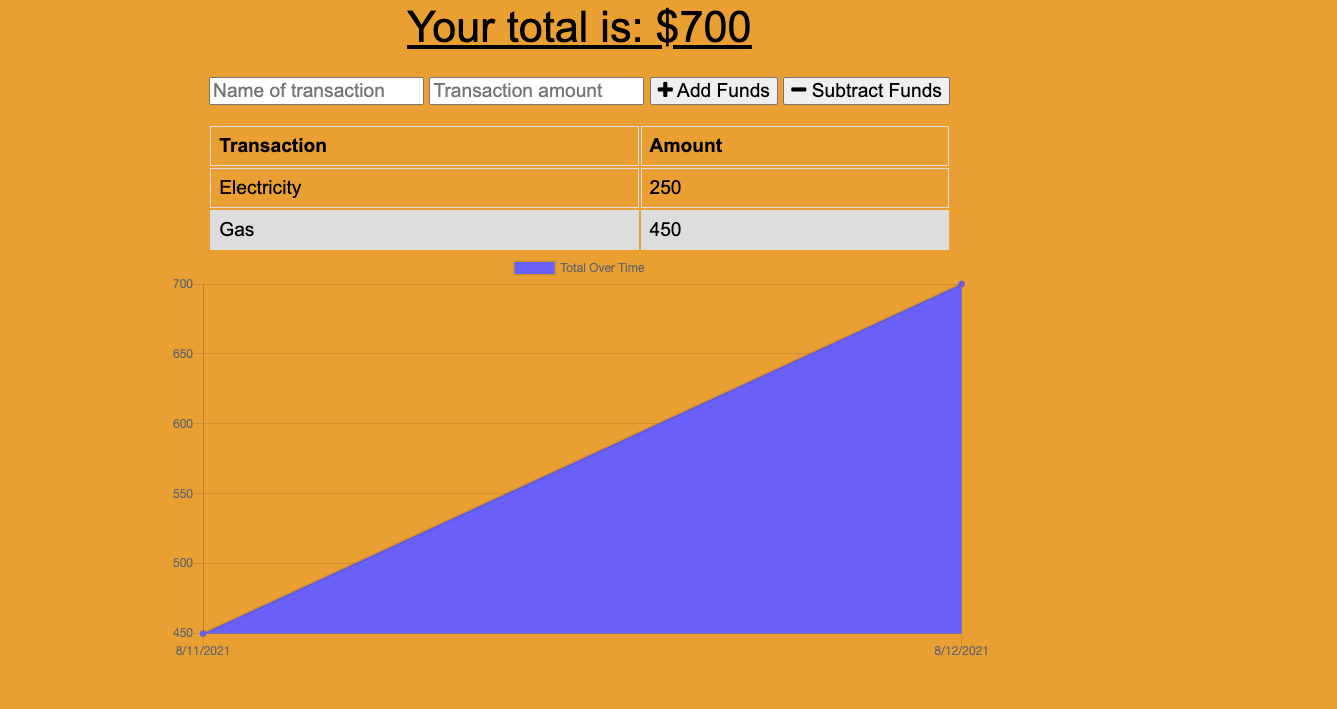 Your total is: $700
Name of transaction Transaction amount Add Funds Subtract Funds
Transaction Amount
Electricity 250
Gas 450
Total Over Time
700
650
600
550
500
450
8/11/2021 8/12/2021